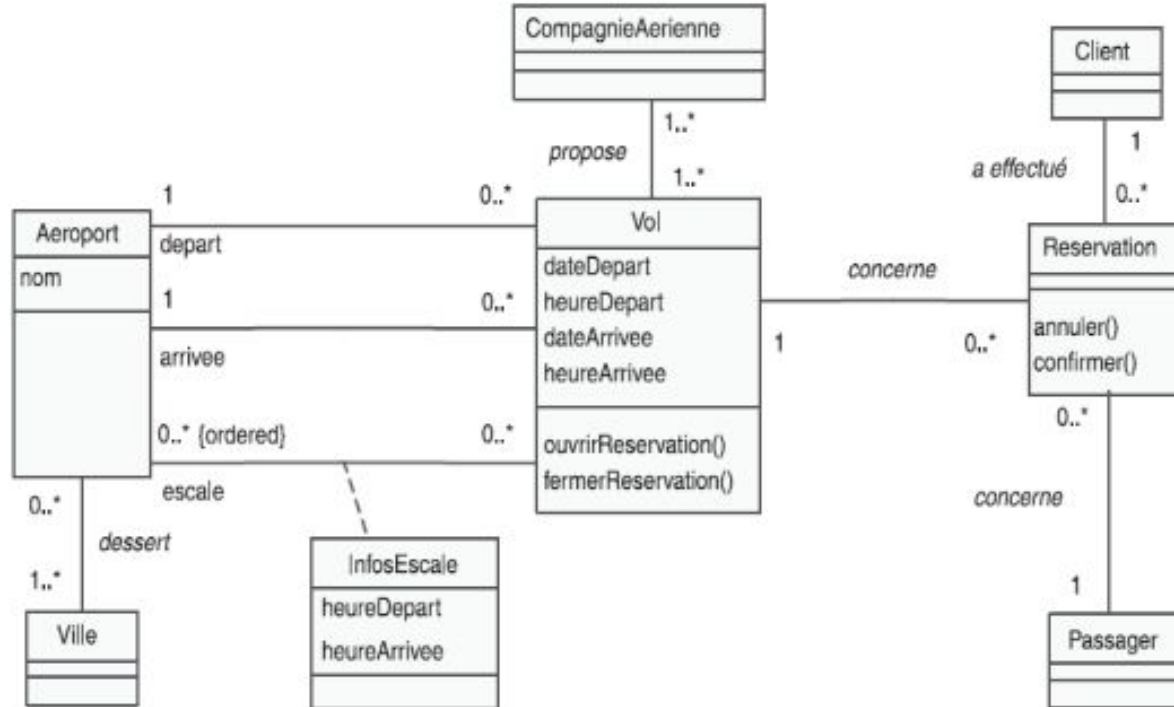 CompagnieAerienne
Client
1..*
propose
1..*
1
a effectué
0..*
1
0..*
Aeroport
nom
depart
1
0..*
arrivee
0..* {ordered}
0..*
escale
Vol
dateDepart
heureDepart
dateArrivee
heureArrivee
ouvrirReservation()
fermerReservation()
concerne
1
0..*
Reservation
annuler()
confirmer()
0..*
concerne
1
Passager
0..*
dessert
1..*
Ville
InfosEscale
heureDepart
heureArrivee